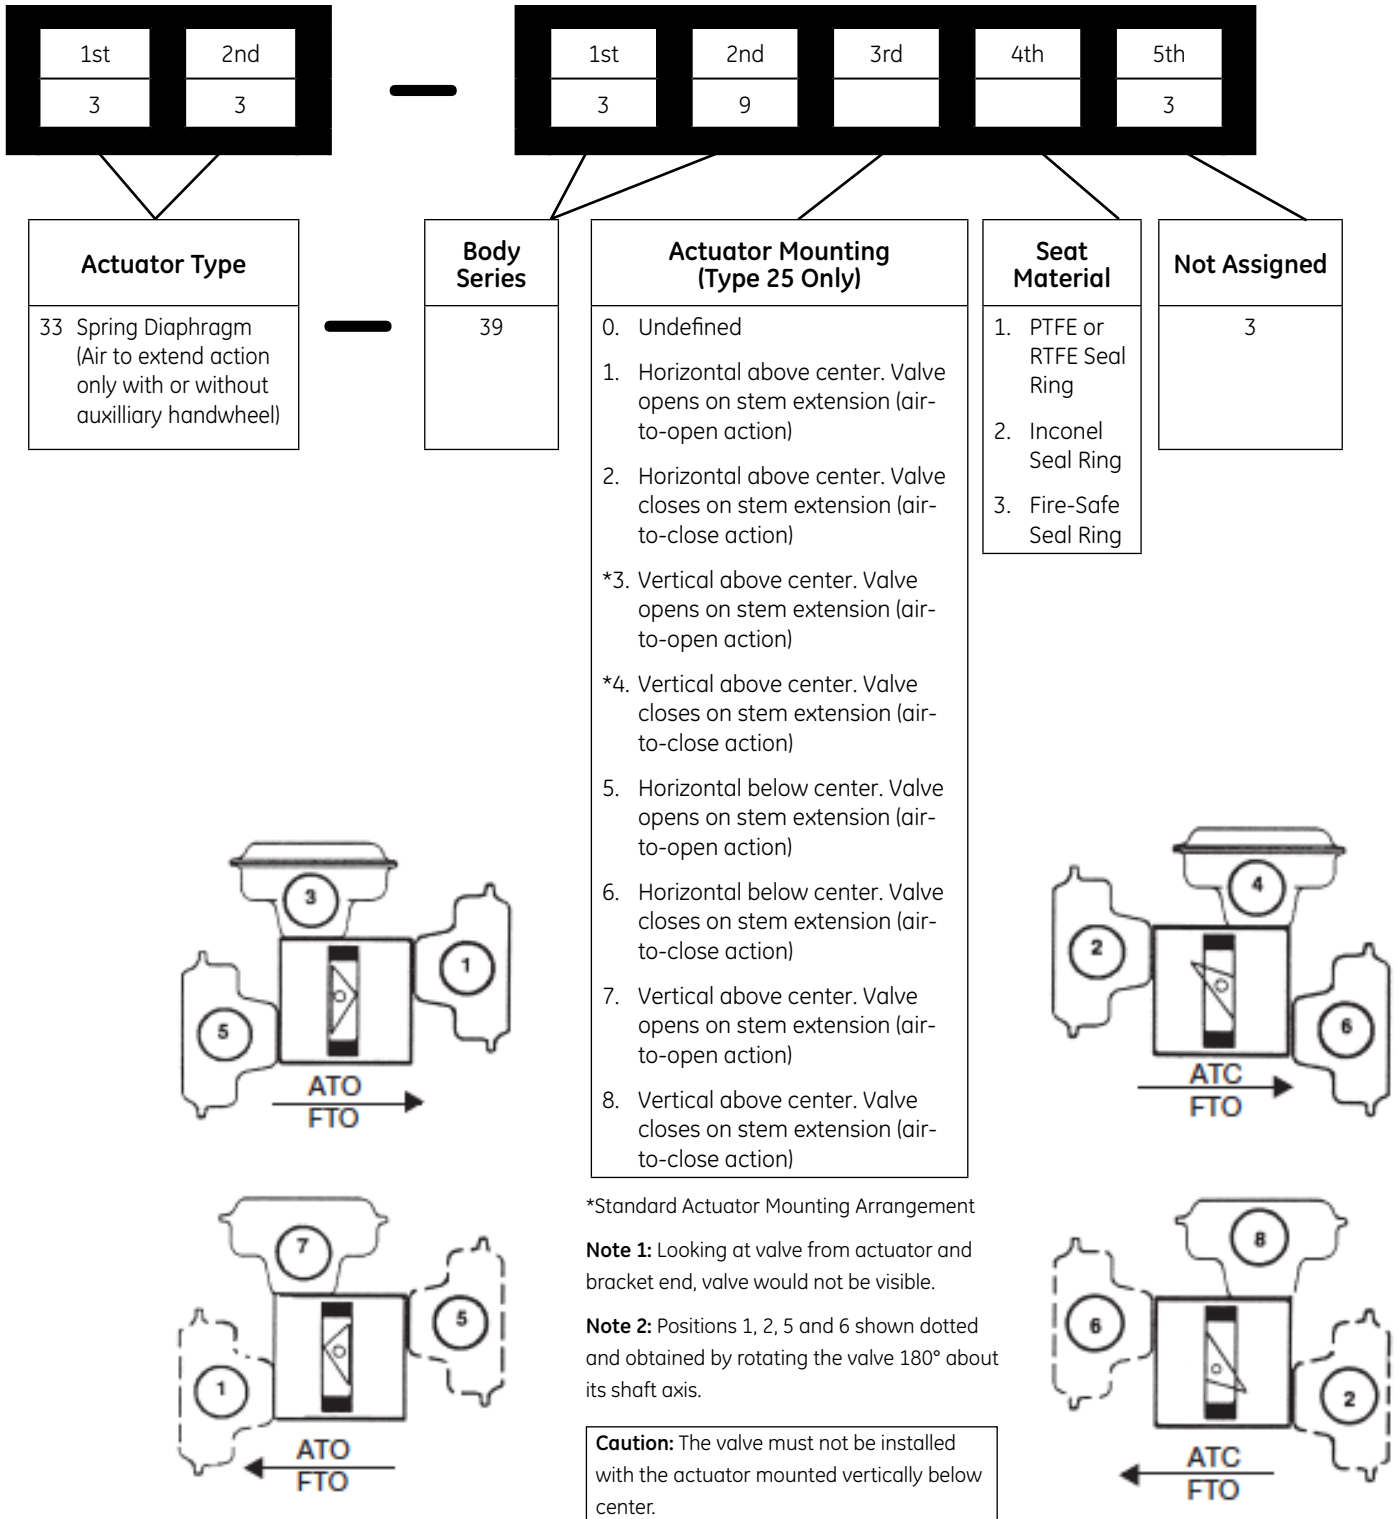 1st 2nd 1st 2nd 3rd 4th 5th
3 3 3 9 3
Actuator Type
33 Spring Diaphragm
(Air to extend action
only with or without
auxilliary handwheel)
Body
Series
39
Actuator Mounting
(Type 25 Only)
0. Undefined
1. Horizontal above center. Valve
opens on stem extension (air-
to-open action)
2. Horizontal above center. Valve
closes on stem extension (air-
to-close action)
*3. Vertical above center. Valve
opens on stem extension (air-
to-open action)
*4. Vertical above center. Valve
closes on stem extension (air-
to-close action)
5. Horizontal below center. Valve
opens on stem extension (air-
to-open action)
6. Horizontal below center. Valve
closes on stem extension (air-
to-close action)
7. Vertical above center. Valve
opens on stem extension (air-
to-open action)
8. Vertical above center. Valve
closes on stem extension (air-
to-close action)
Seat
Material
1. PTFE or
RTFE Seal
Ring
2. Inconel
Seal Ring
3. Fire-Safe
Seal Ring
Not Assigned
3
3
1
5
ATO
FTO
4
2
6
ATC
FTO
7
5
1
ATO
FTO
*Standard Actuator Mounting Arrangement
Note 1: Looking at valve from actuator and
bracket end, valve would not be visible.
Note 2: Positions 1, 2, 5 and 6 shown dotted
and obtained by rotating the valve 180° about
its shaft axis.
Caution: The valve must not be installed
with the actuator mounted vertically below
center.
8
6
2
ATC
FTO